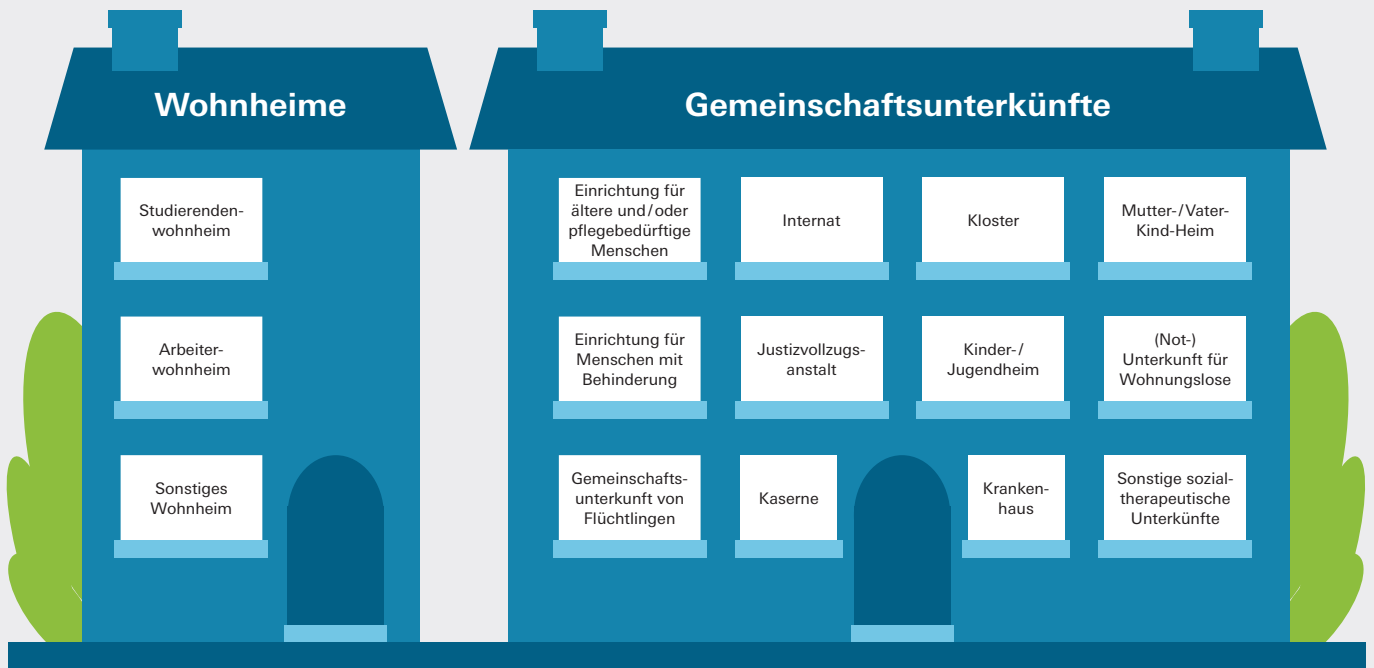 Wohnheime
Studierenden-
wohnheim
Arbeiter-
wohnheim
Sonstiges
Wohnheim
Gemeinschaftsunterkünfte
Einrichtung für
ältere und/oder
pflegebedürftige
Menschen
Internat
Kloster
Mutter-/Vater-
Kind-Heim
Einrichtung für
Menschen mit
Behinderung
Justizvollzugs-
anstalt
Kinder-/
Jugendheim
(Not-)
Unterkunft für
Wohnungslose
Gemeinschafts-
unterkunft von
Flüchtlingen
Kaserne
Kranken-
haus
Sonstige sozial-
therapeutische
Unterkünfte